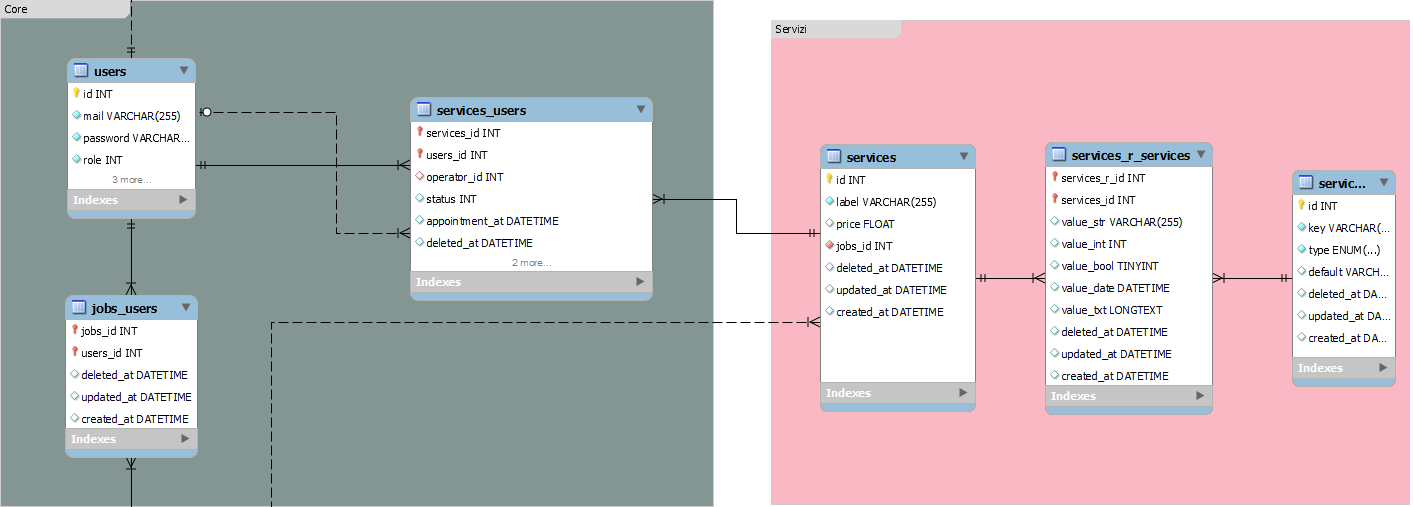 Core
users
id INT
mail VARCHAR(255)
password VARCHAR...
role INT
3 more...
Indexes
jobs_users
jobs_id INT
users_id INT
deleted_at DATETIME
updated_at DATETIME
created_at DATETIME
Indexes
services_users
services_id INT
users_id INT
operator_id INT
status INT
appointment_at DATETIME
deleted_at DATETIME
2 more...
Indexes
Servizi
services
id INT
label VARCHAR(255)
price FLOAT
jobs_id INT
deleted_at DATETIME
updated_at DATETIME
created_at DATETIME
Indexes
services_r_services
services_r_id INT
services_id INT
value_str VARCHAR(255)
value_int INT
value_bool TINYINT
value_date DATETIME
value_txt LONGTEXT
deleted_at DATETIME
updated_at DATETIME
created_at DATETIME
Indexes
servic...
id INT
key VARCHAR(...
type ENUM(...)
default VARCH...
deleted_at DA...
updated_at DA...
created_at DA...
Indexes